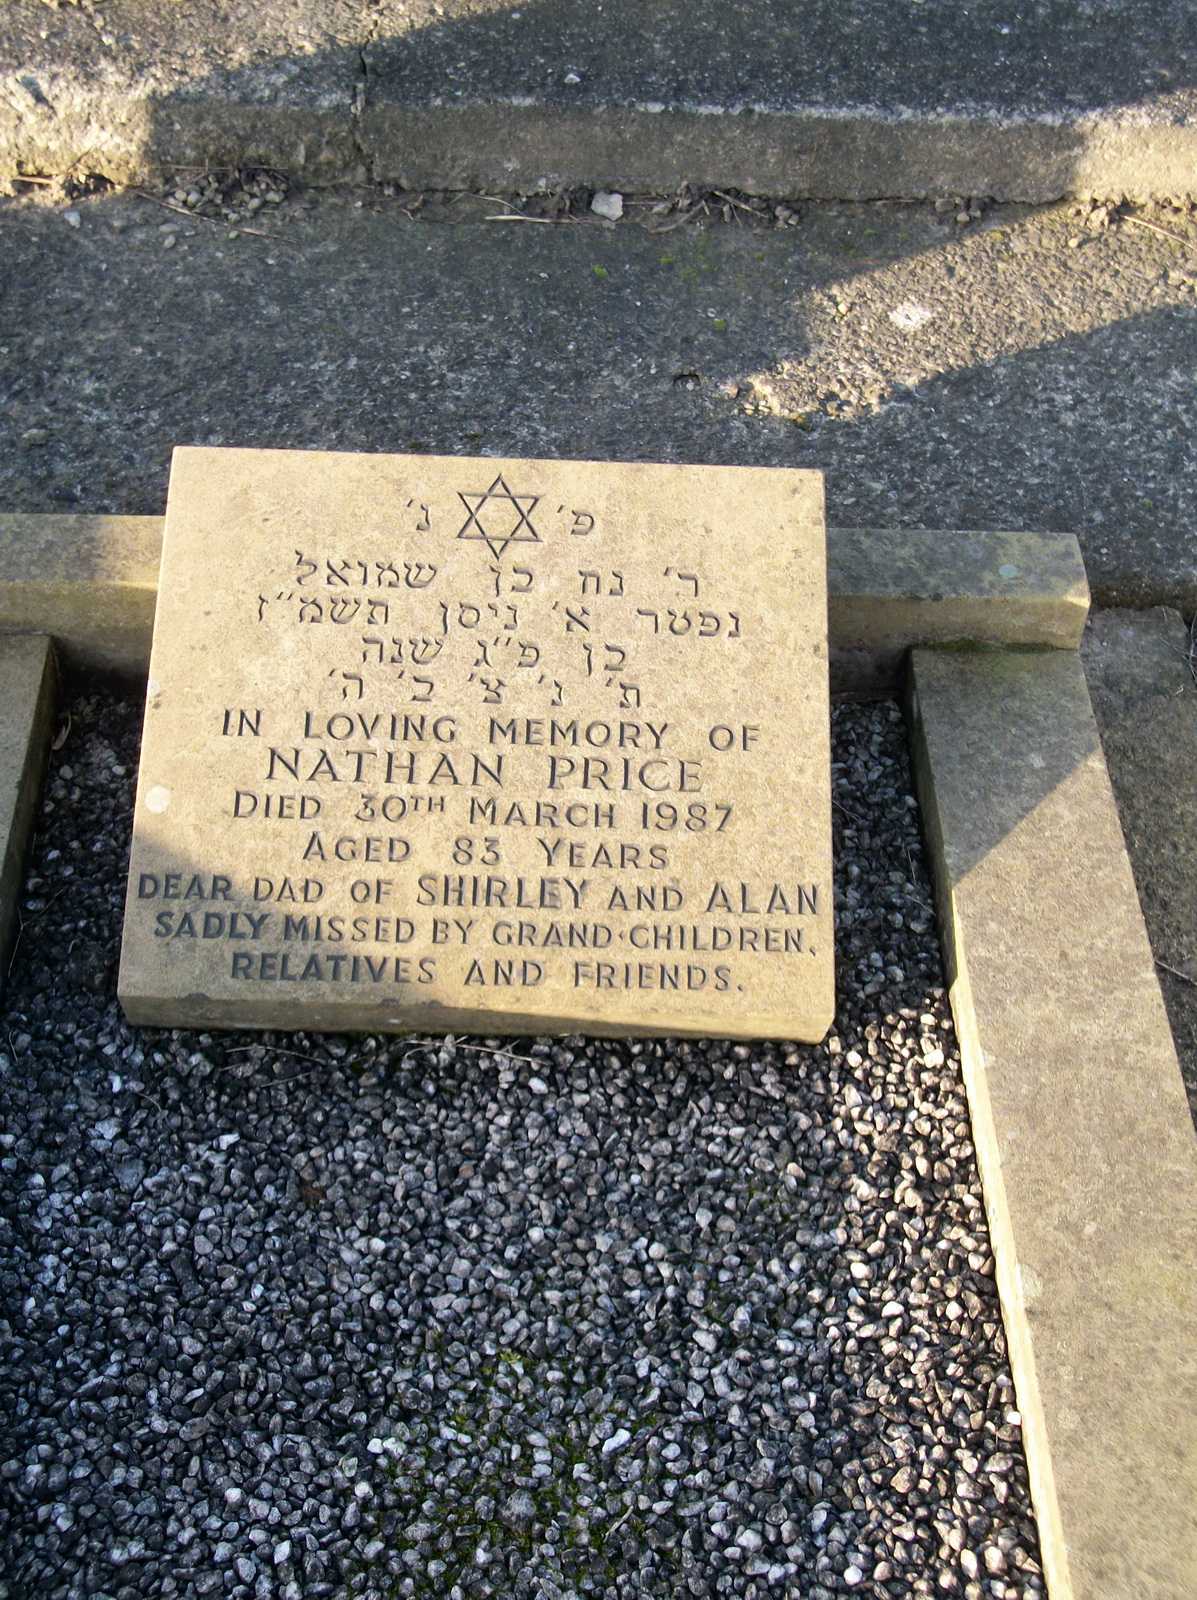 פ׳ נ׳
ר׳ נח בן שמואל
נפטר א׳ ניסן תשמ״ז
בן פ״ג שנה
ת׳ נ׳ צ׳ ב׳ ה׳
IN LOVING MEMORY OF
NATHAN PRICE
DIED 30TH MARCH 1987
AGED 83 YEARS
DEAR DAD OF SHIRLEY AND ALAN
SADLY MISSED BY GRAND·CHILDREN,
RELATIVES AND FRIENDS.